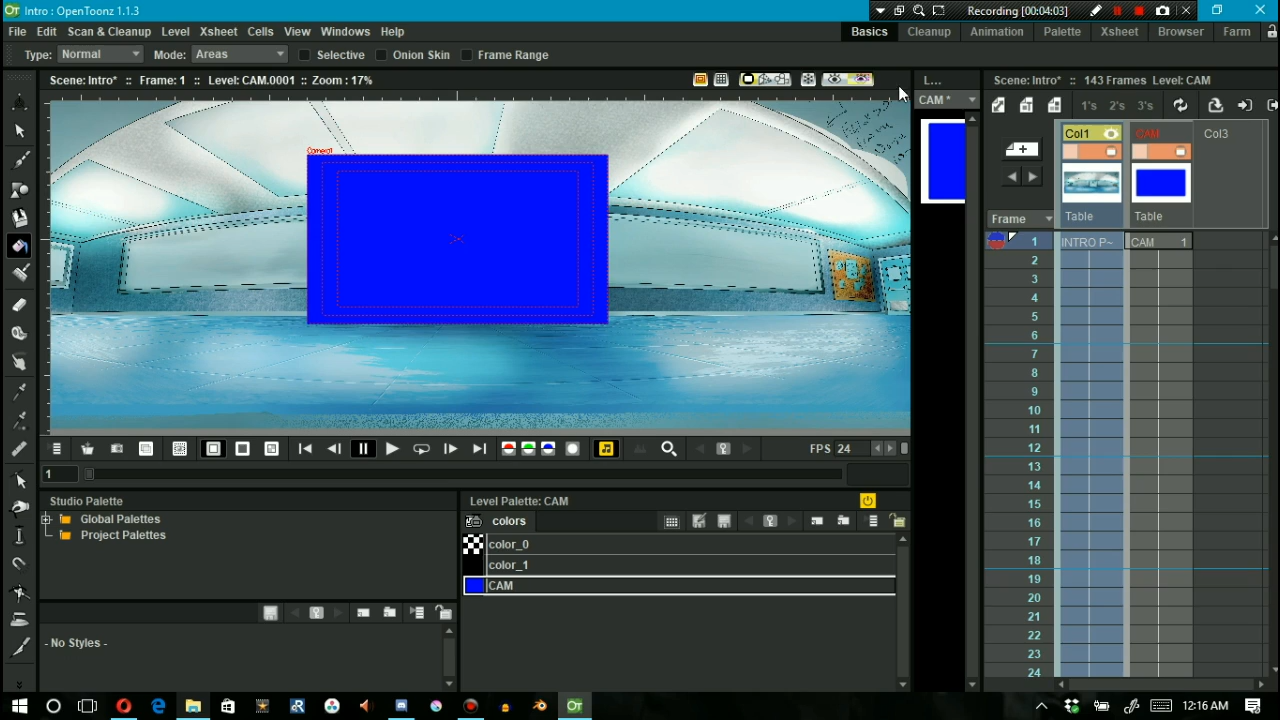 Intro : OpenToonz 1.1.3
Recording [00:04:03]
File Edit Scan & Cleanup Level Xsheet Cells View Windows Help
Basics Cleanup Animation Palette Xsheet Browser Farm
Type: Normal Mode: Areas Selective Onion Skin Frame Range
Scene: Intro* :: Frame: 1 :: Level: CAM.0001 :: Zoom : 17%
L...
Scene: Intro* :: 143 Frames Level: CAM
CAM *
1's 2's 3's
Camera1
Col1 CAM Col3
Table Table
Frame
1 INTRO P~ CAM 1
2
3
4
5
6
7
8
9
10
11
12
13
14
15
16
17
18
19
20
21
22
23
24
FPS 24
1
Studio Palette
Global Palettes
Project Palettes
- No Styles -
Level Palette: CAM
colors
color_0
color_1
CAM
12:16 AM